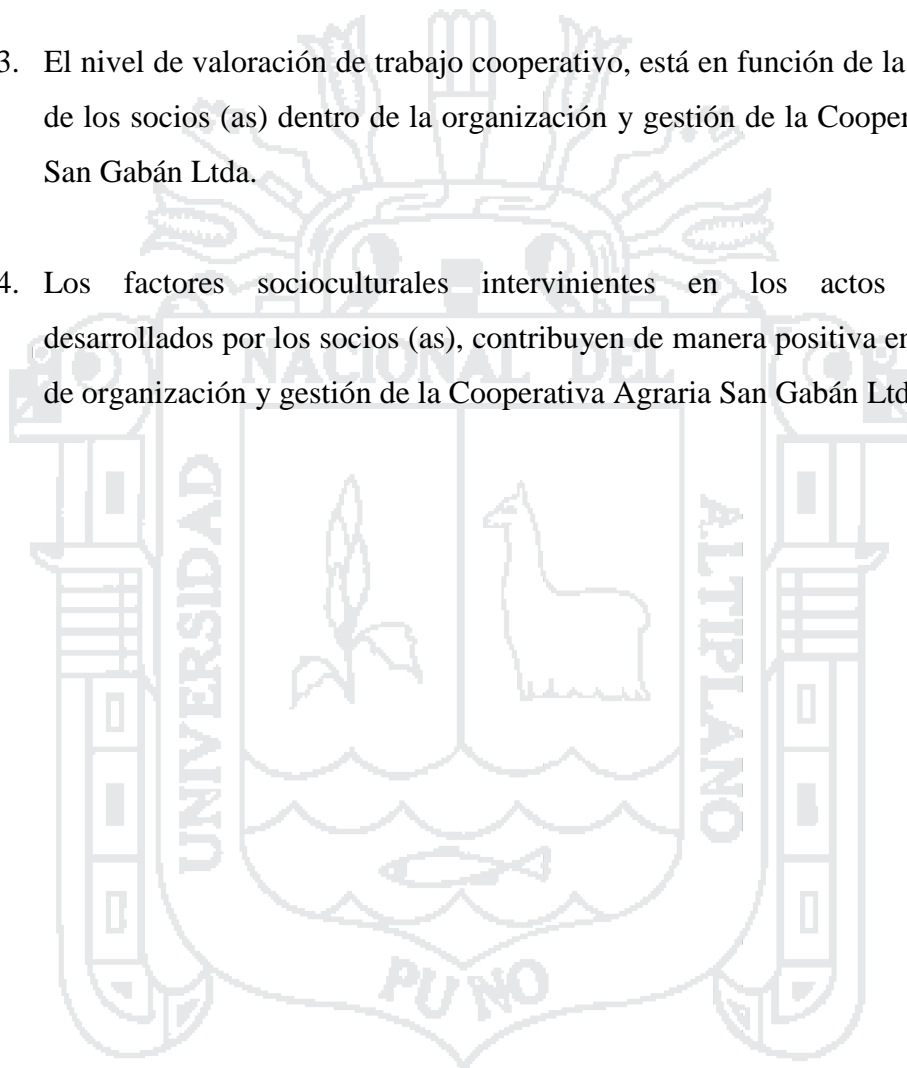 3. El nivel de valoración de trabajo cooperativo, está en función de la
de los socios (as) dentro de la organización y gestión de la Cooper
San Gabán Ltda.
4. Los factores socioculturales intervinientes en los actos
desarrollados por los socios (as), contribuyen de manera positiva en
de organización y gestión de la Cooperativa Agraria San Gabán Ltd
NACIONAL DEL
UNIVERSIDAD
ALTIPLANO
PUNO